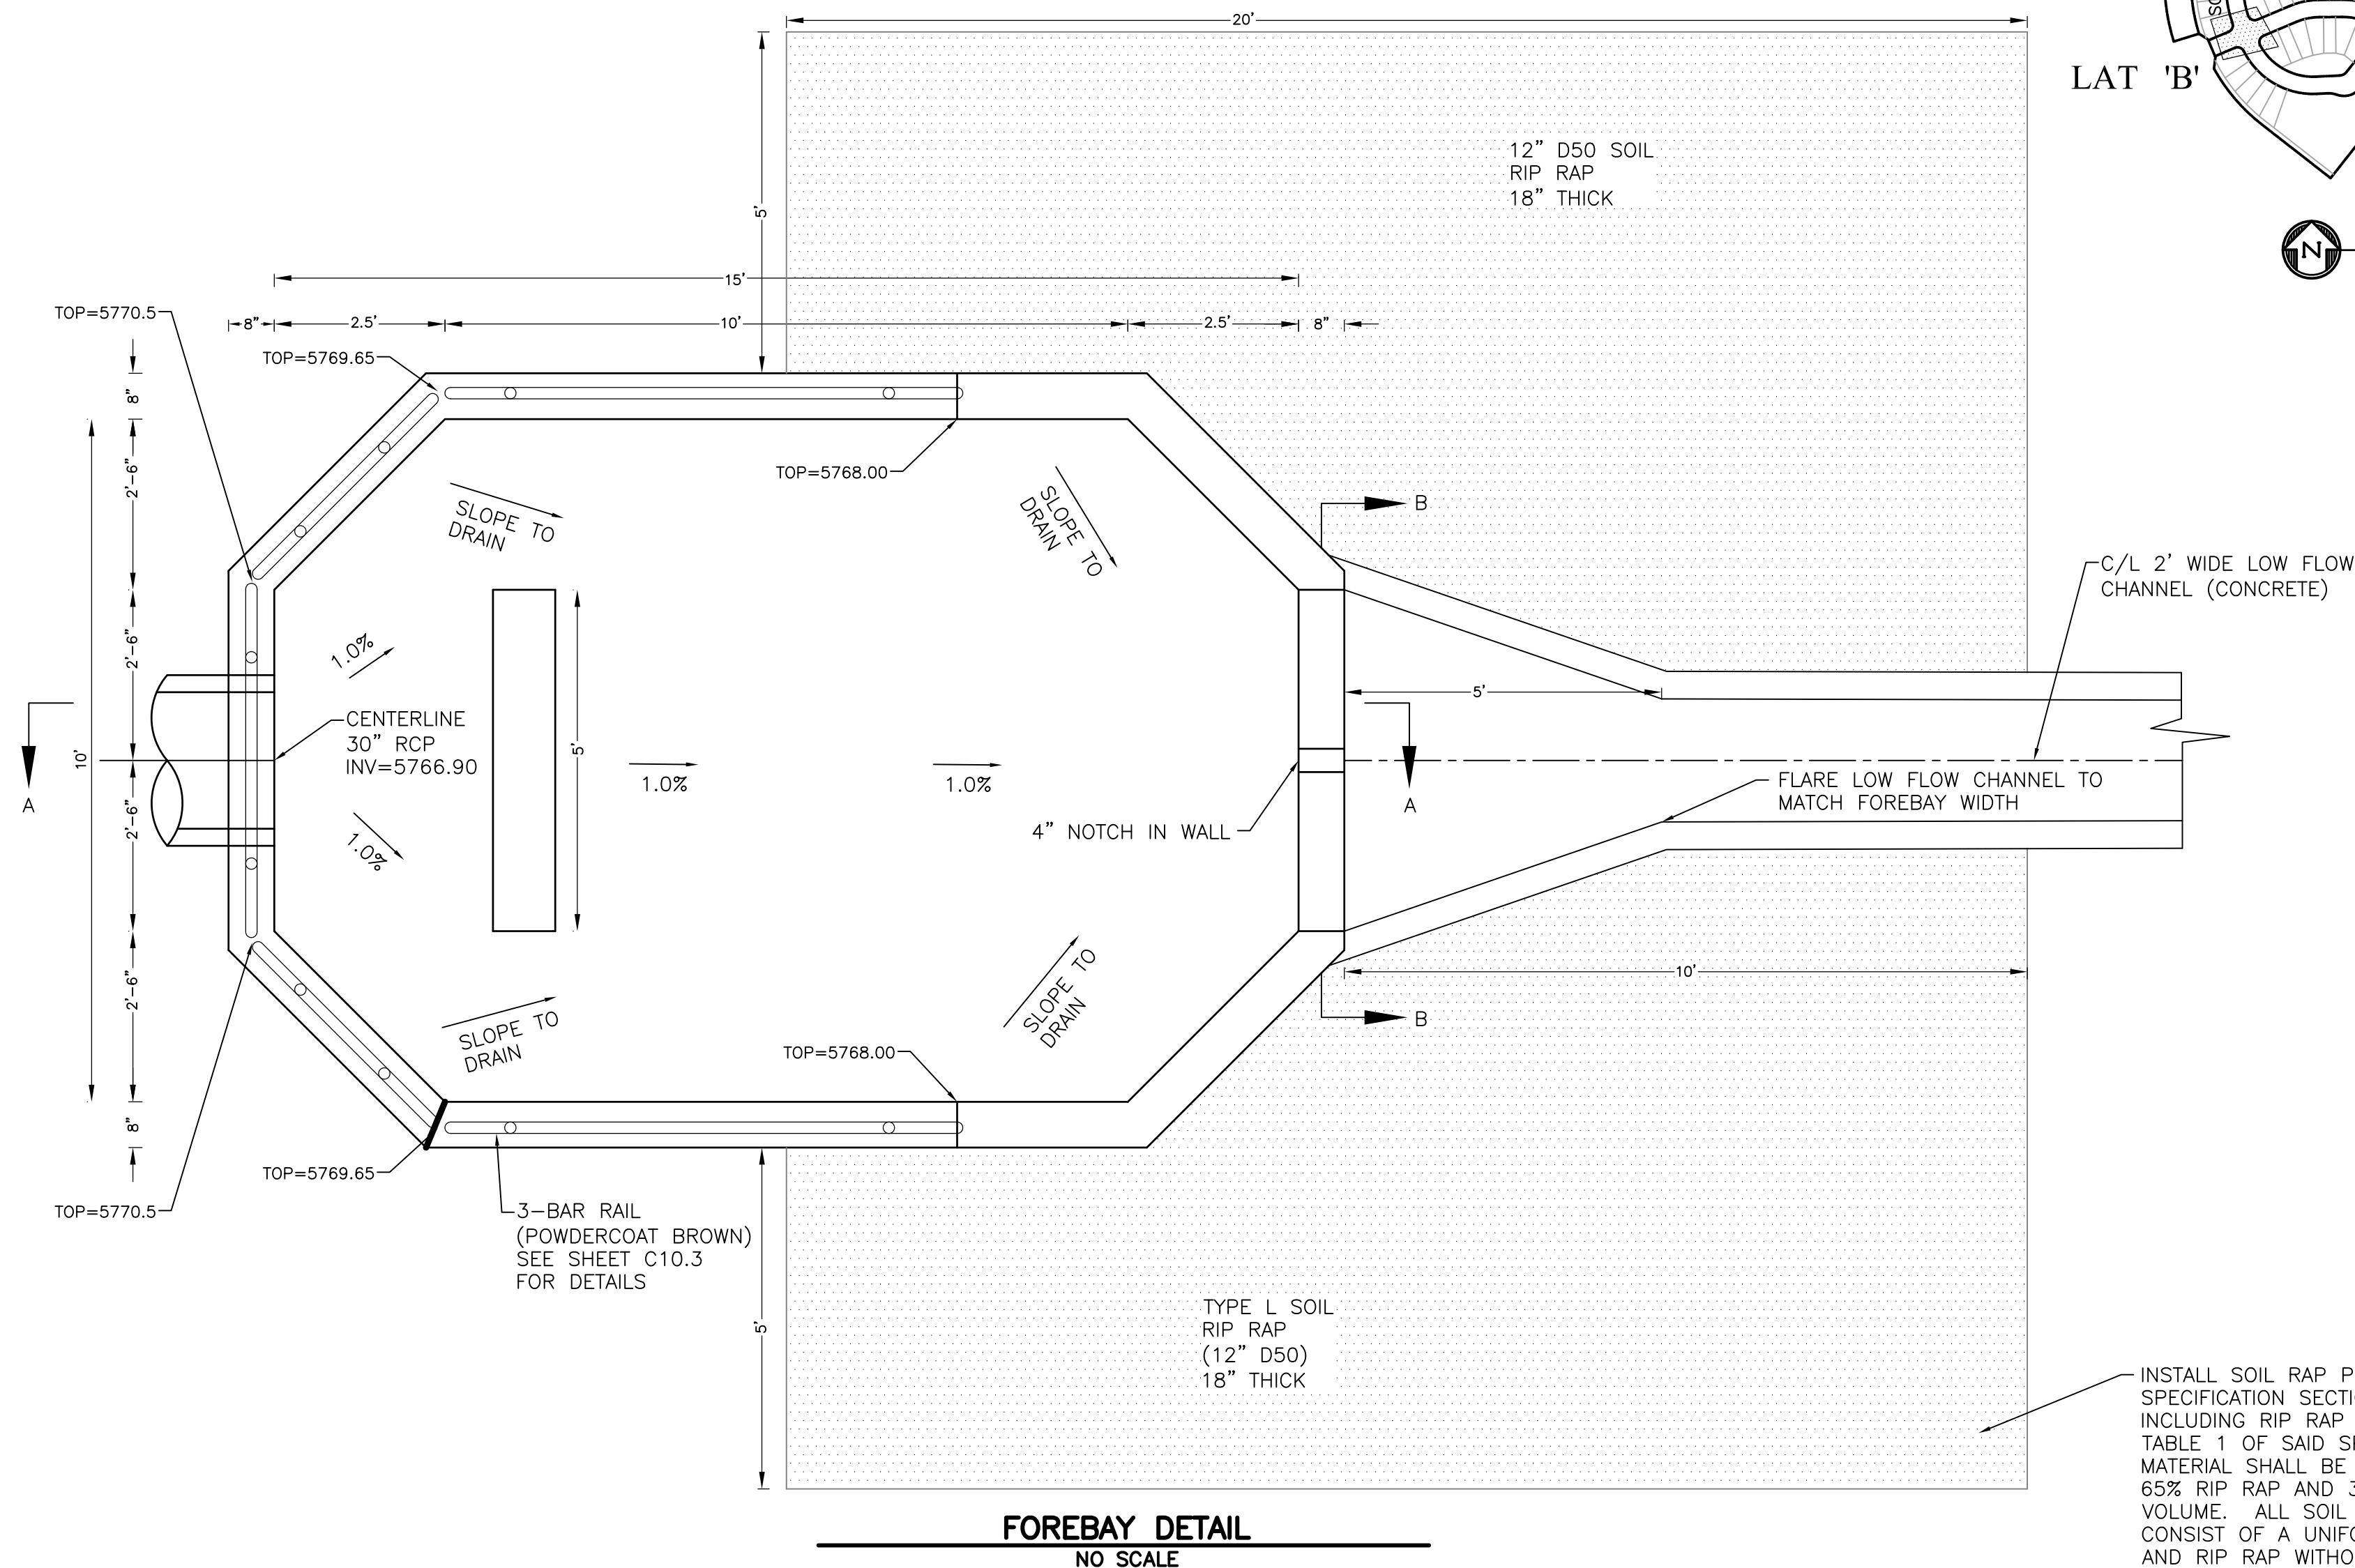 20'
LAT 'B'
12" D50 SOIL
RIP RAP
18" THICK
5'
N
15'
TOP=5770.5
8"
2.5'
10'
2.5'
8"
TOP=5769.65
8"
2'-6"
TOP=5768.00
SLOPE TO
DRAIN
SLOPE TO
DRAIN
B
C/L 2' WIDE LOW FLOW
CHANNEL (CONCRETE)
2'-6"
1.0%
5'
CENTERLINE
30" RCP
INV=5766.90
10'
5'
1.0%
1.0%
A
A
FLARE LOW FLOW CHANNEL TO
MATCH FOREBAY WIDTH
4" NOTCH IN WALL
2'-6"
1.0%
10'
2'-6"
SLOPE TO
DRAIN
SLOPE TO
DRAIN
B
TOP=5768.00
8"
TOP=5769.65
TOP=5770.5
3-BAR RAIL
(POWDERCOAT BROWN)
SEE SHEET C10.3
FOR DETAILS
5'
TYPE L SOIL
RIP RAP
(12" D50)
18" THICK
INSTALL SOIL RAP P
SPECIFICATION SECTI
INCLUDING RIP RAP
TABLE 1 OF SAID
MATERIAL SHALL BE
65% RIP RAP AND
VOLUME. ALL SOIL
CONSIST OF A UNIFO
AND RIP RAP WITHO
FOREBAY DETAIL
NO SCALE